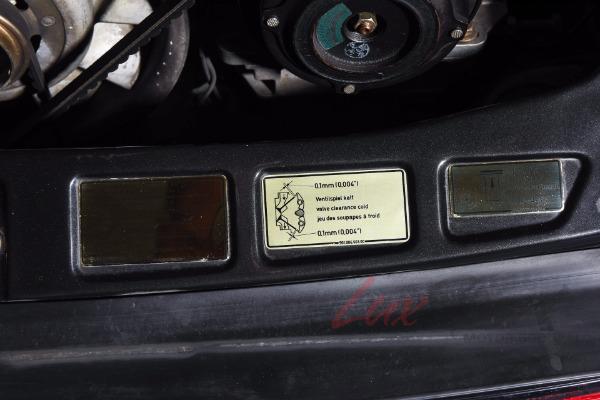 0.1mm (0.004")
Ventilspiel kalt
valve clearance cold
jeu des soupapes à froid
0.1mm (0.004")
Lux